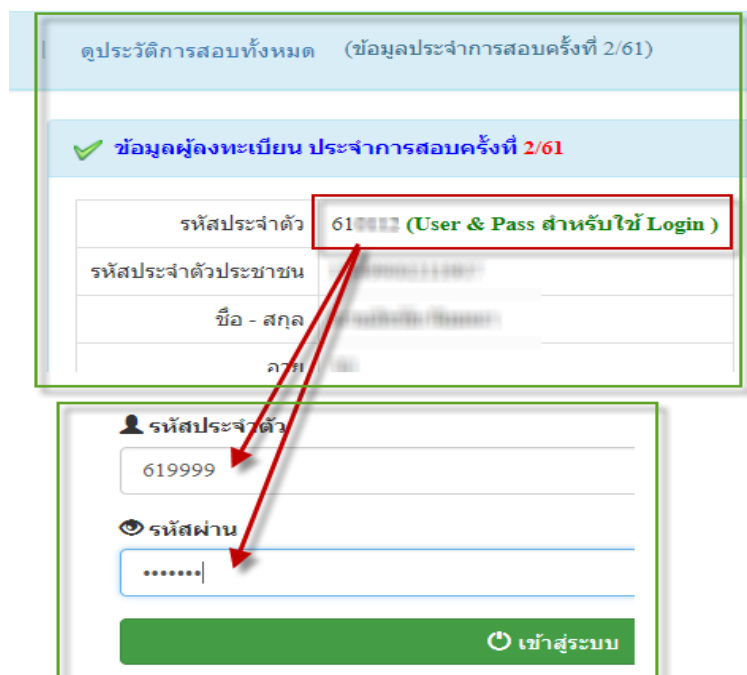 ดูประวัติการสอบทั้งหมด (ข้อมูลประจำการสอบครั้งที่ 2/61)
ข้อมูลผู้ลงทะเบียน ประจำการสอบครั้งที่ 2/61
รหัสประจำตัว 61 (User & Pass สำหรับใช้ Login )
รหัสประจำตัวประชาชน
ชื่อ - สกุล
อายุ
รหัสประจำตัว
619999
รหัสผ่าน
•••••••
เข้าสู่ระบบ